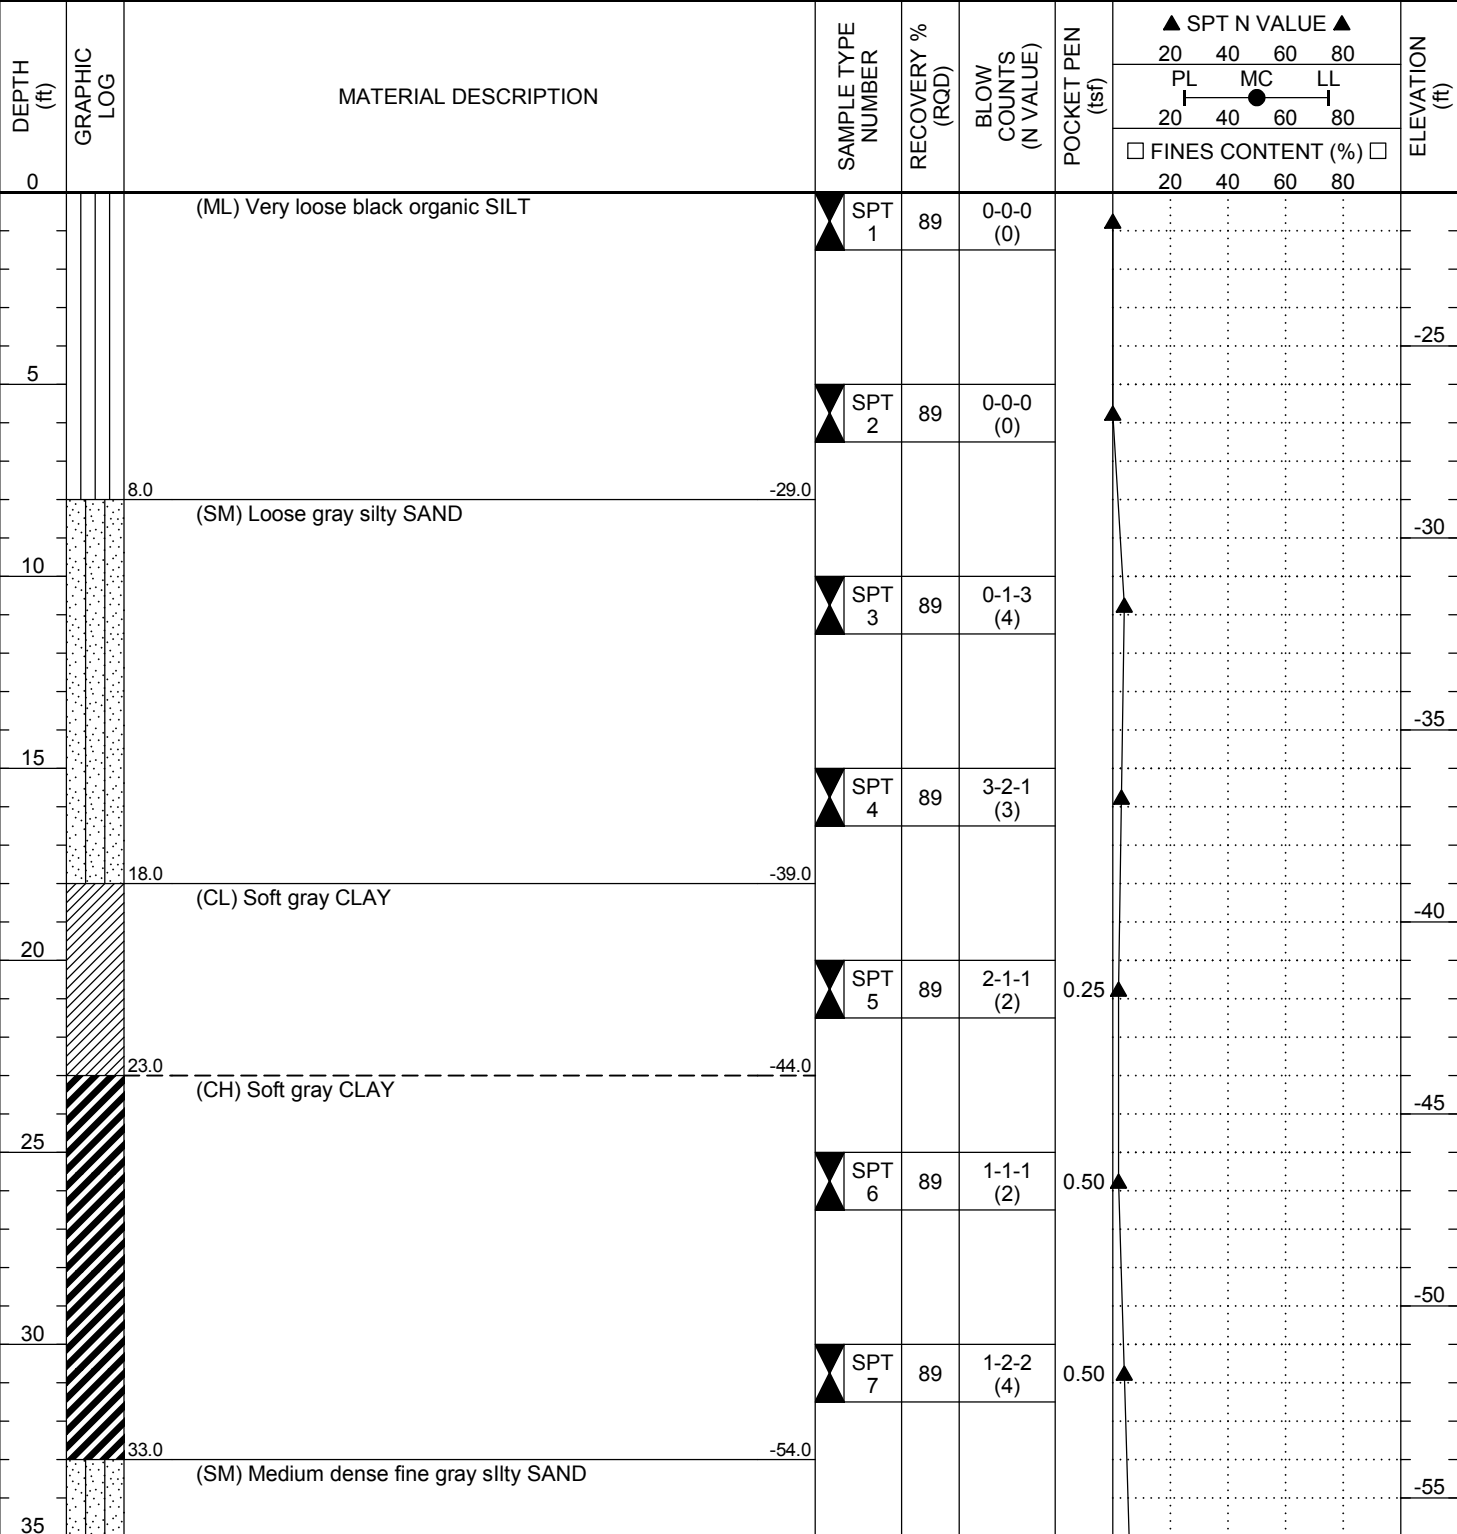 DEPTH
(ft)
GRAPHIC
LOG
MATERIAL DESCRIPTION
SAMPLE TYPE
NUMBER
RECOVERY %
(RQD)
BLOW
COUNTS
(N VALUE)
POCKET PEN
(tsf)
▲ SPT N VALUE ▲
20 40 60 80
PL MC LL
20 40 60 80
□ FINES CONTENT (%) □
20 40 60 80
ELEVATION
(ft)
0
(ML) Very loose black organic SILT
SPT
1
89
0-0-0
(0)
-25
5
SPT
2
89
0-0-0
(0)
8.0 -29.0
(SM) Loose gray silty SAND
-30
10
SPT
3
89
0-1-3
(4)
-35
15
SPT
4
89
3-2-1
(3)
18.0 -39.0
(CL) Soft gray CLAY
-40
20
SPT
5
89
2-1-1
(2)
0.25
23.0 -44.0
(CH) Soft gray CLAY
-45
25
SPT
6
89
1-1-1
(2)
0.50
-50
30
SPT
7
89
1-2-2
(4)
0.50
33.0 -54.0
(SM) Medium dense fine gray sIlty SAND
-55
35